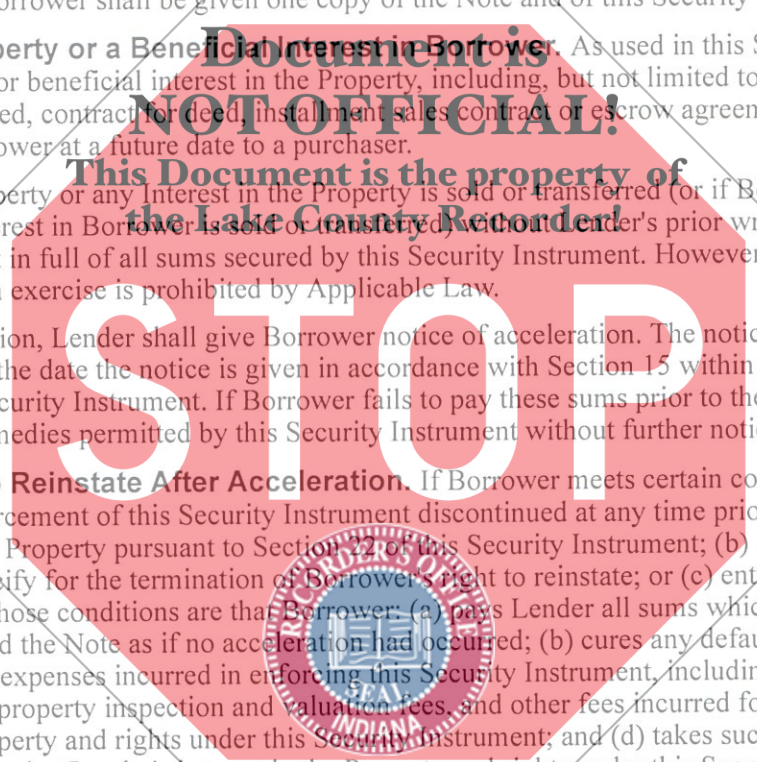 orrower shall be given one copy of the Note and of this Security
perty or a Beneficial Interest in Borrower. As used in this S
Document is
or beneficial interest in the Property, including, but not limited to
ed, contract for deed, installment sales contract or escrow agreem
NOT OFFICIAL!
ower at a future date to a purchaser.
This Document is the property of
perty or any Interest in the Property is sold or transferred (or if Bo
the Lake County Recorder!
rest in Borrower is sold or transferred) without Lender's prior wr
t in full of all sums secured by this Security Instrument. However
exercise is prohibited by Applicable Law.
STOP
ion, Lender shall give Borrower notice of acceleration. The notic
the date the notice is given in accordance with Section 15 within
curity Instrument. If Borrower fails to pay these sums prior to the
medies permitted by this Security Instrument without further notic
Reinstate After Acceleration. If Borrower meets certain co
rcement of this Security Instrument discontinued at any time prio
Property pursuant to Section 22 of this Security Instrument; (b)
cify for the termination of Borrower's right to reinstate; or (c) ent
hose conditions are that Borrower: (a) pays Lender all sums whic
d the Note as if no acceleration had occurred; (b) cures any defau
expenses incurred in enforcing this Security Instrument, includin
property inspection and valuation fees, and other fees incurred fo
perty and rights under this Security Instrument; and (d) takes suc
RECORDER'S OFFICE
SEAL
INDIANA